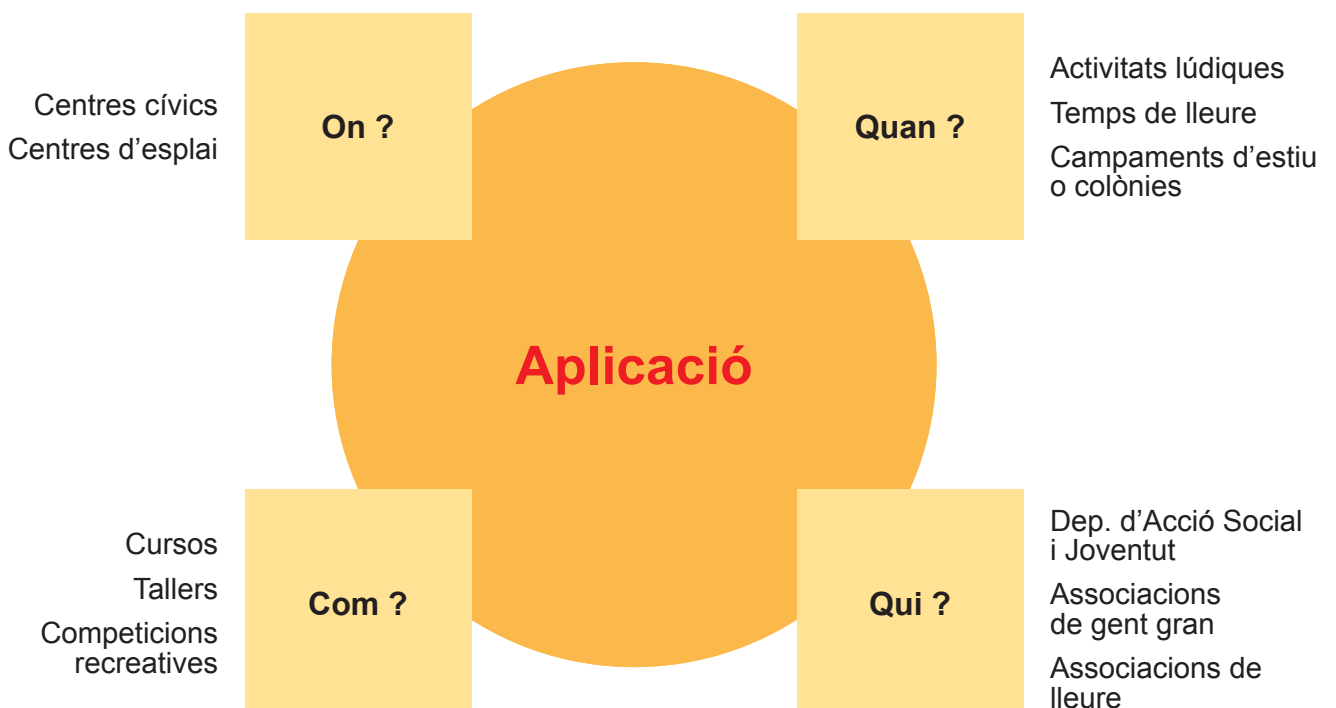 Centres cívics
Centres d’esplai
On ?
Quan ?
Activitats lúdiques
Temps de lleure
Campaments d’estiu
o colònies
Aplicació
Cursos
Tallers
Competicions
recreatives
Com ?
Qui ?
Dep. d’Acció Social
i Joventut
Associacions
de gent gran
Associacions de
lleure